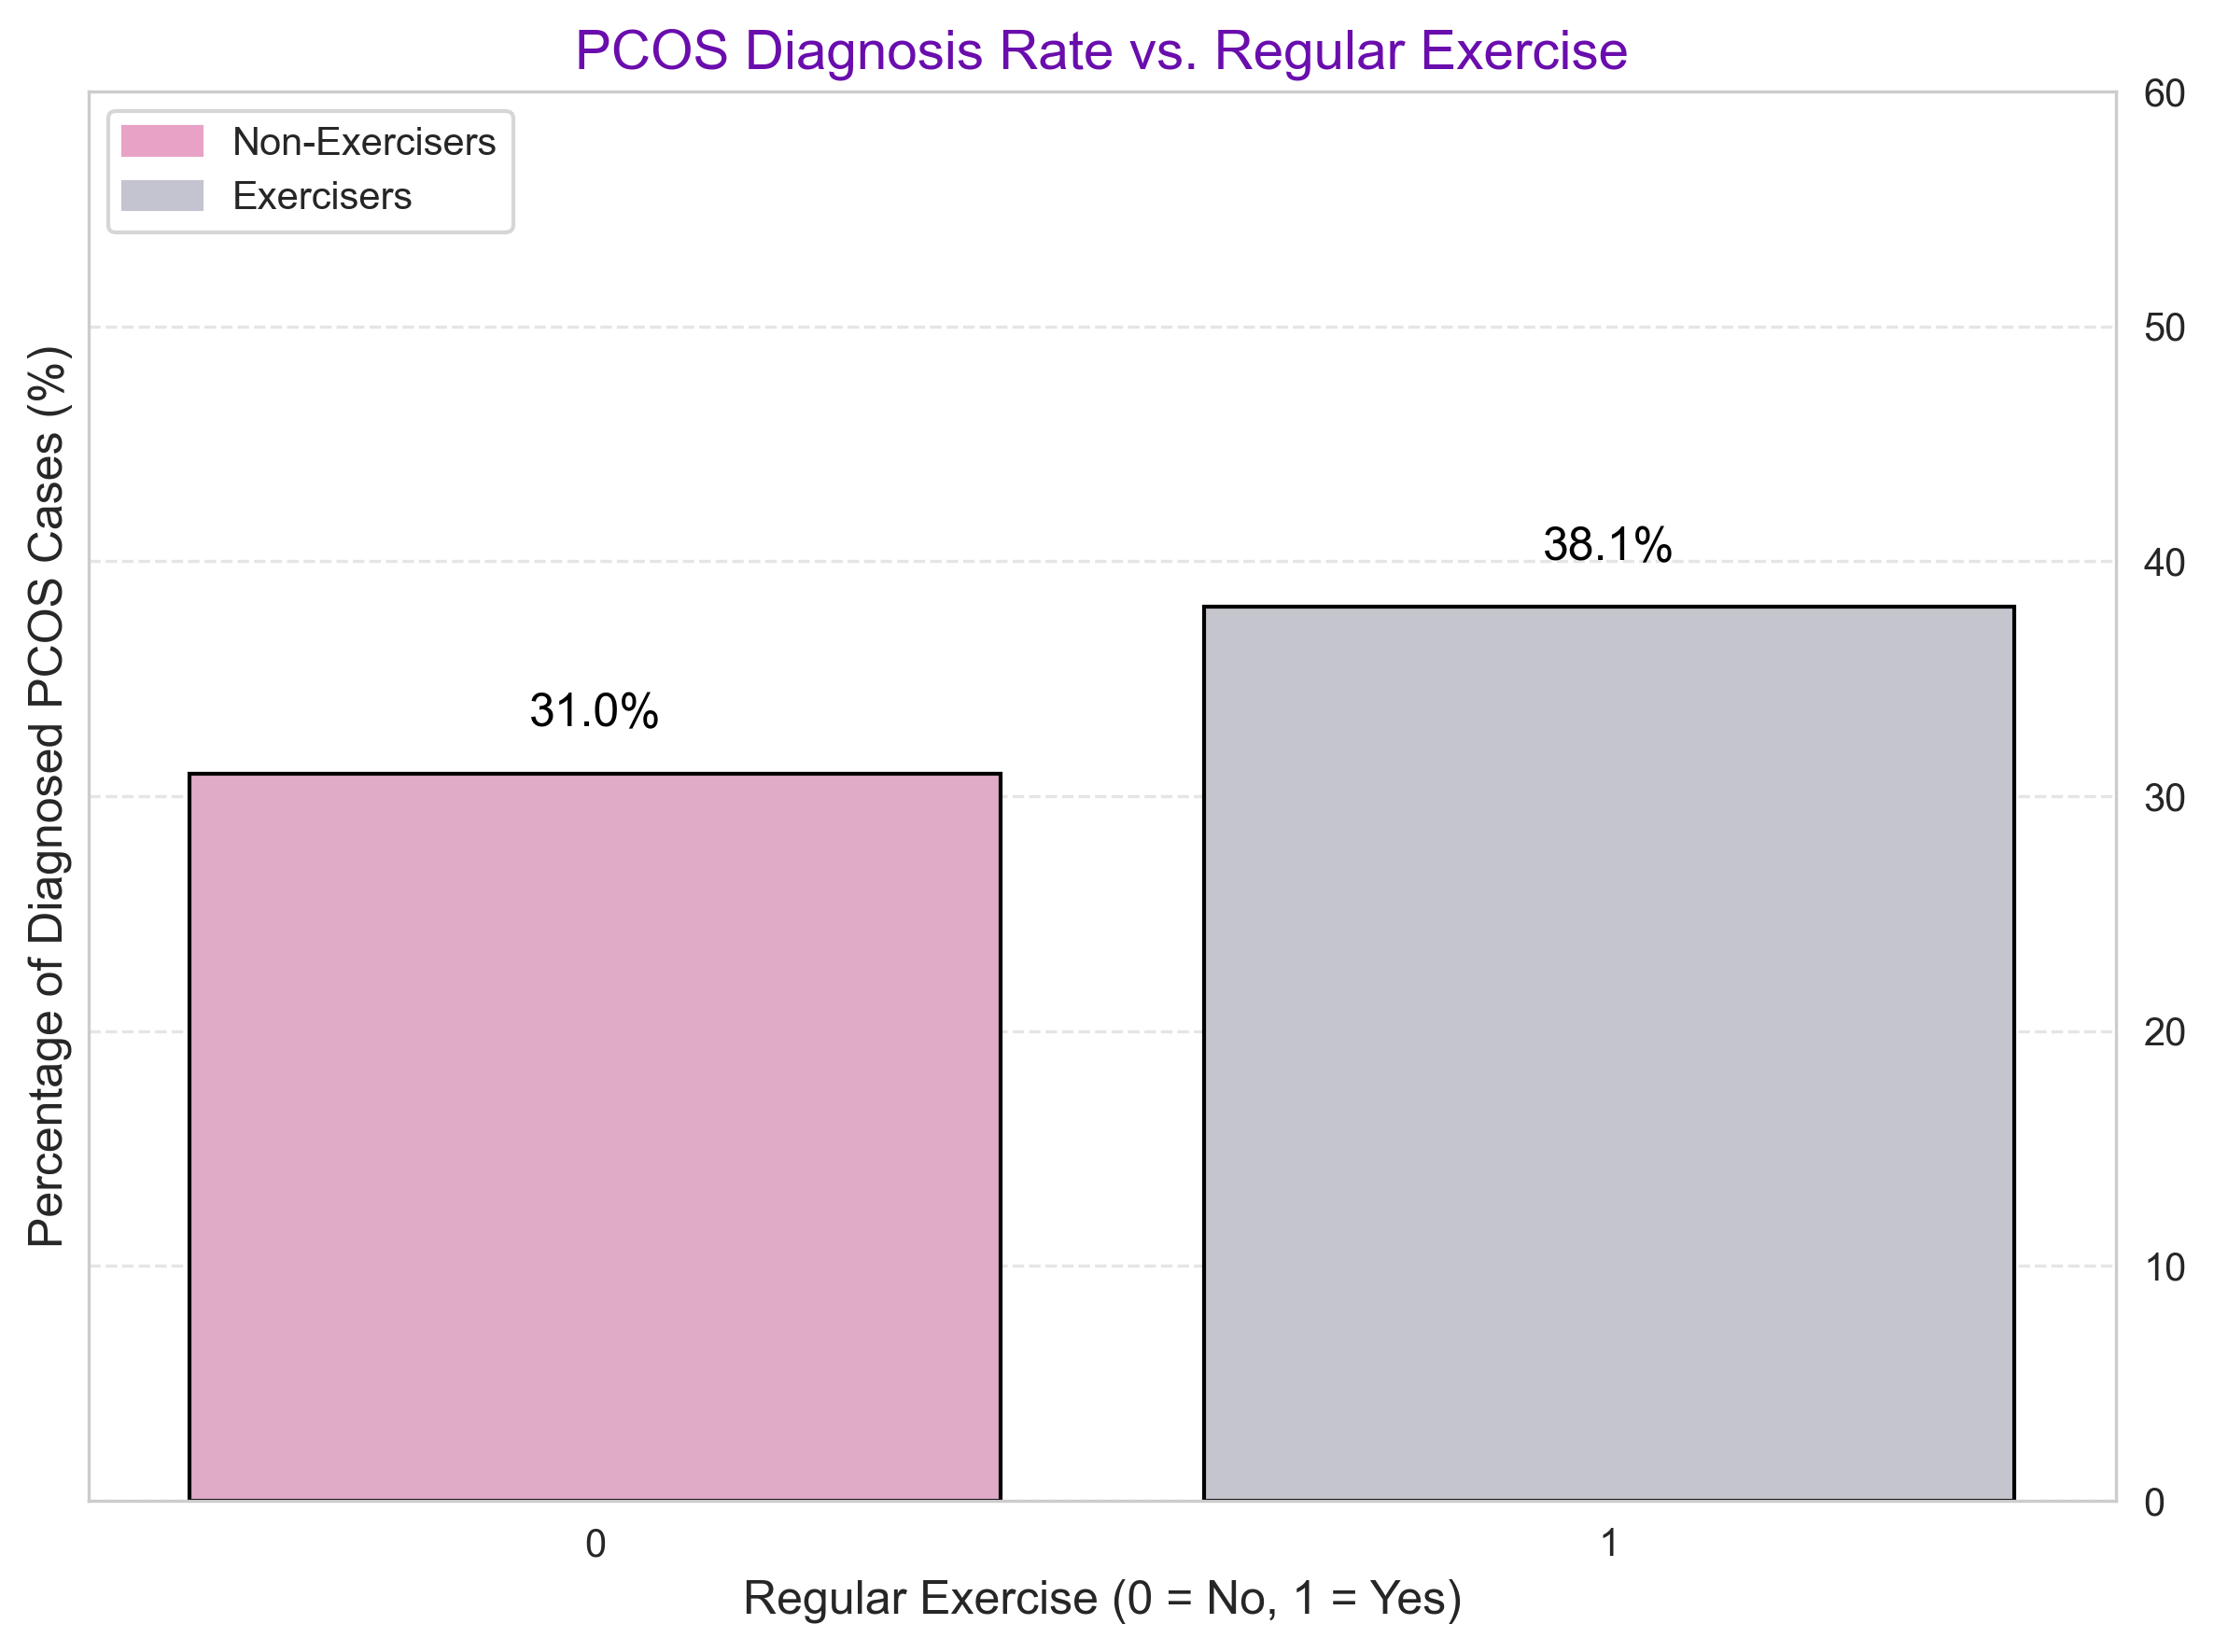 PCOS Diagnosis Rate vs. Regular Exercise
Non-Exercisers
Exercisers
Percentage of Diagnosed PCOS Cases (%)
60
50
40
30
20
10
0
31.0%
38.1%
0
1
Regular Exercise (0 = No, 1 = Yes)